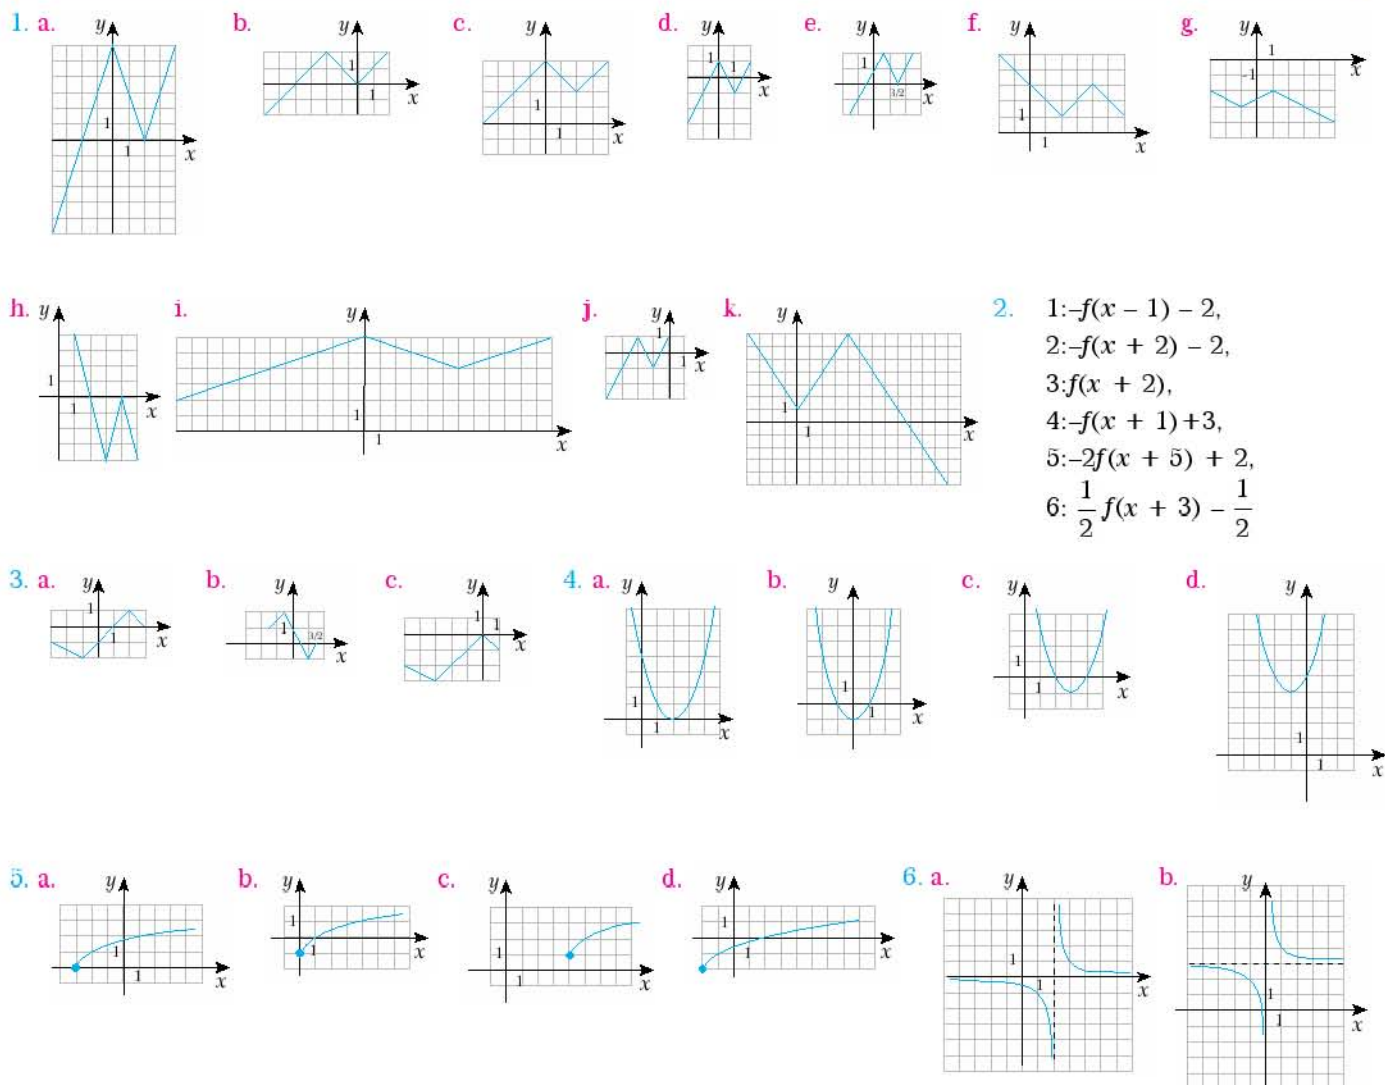 1. a. y 1 1 x b. y 1 1 x c. y 1 1 x d. y 1 1 x e. y 1 3/2 x f. y 1 1 x g. y 1 -1 x
h. y 1 1 x i. y 1 1 x j. y 1 1 x k. y 1 1 x
2. 1:–f(x – 1) – 2,
2:–f(x + 2) – 2,
3:f(x + 2),
4:–f(x + 1)+3,
5:–2f(x + 5) + 2,
6: 1/2 f(x + 3) – 1/2
3. a. y 1 1 x b. y 1 3/2 x c. y 1 1 x 4. a. y 1 1 x b. y 1 1 x c. y 1 1 x d. y 1 1 x
5. a. y 1 1 x b. y 1 1 x c. y 1 1 x d. y 1 1 x 6. a. y 1 1 x b. y 1 1 x